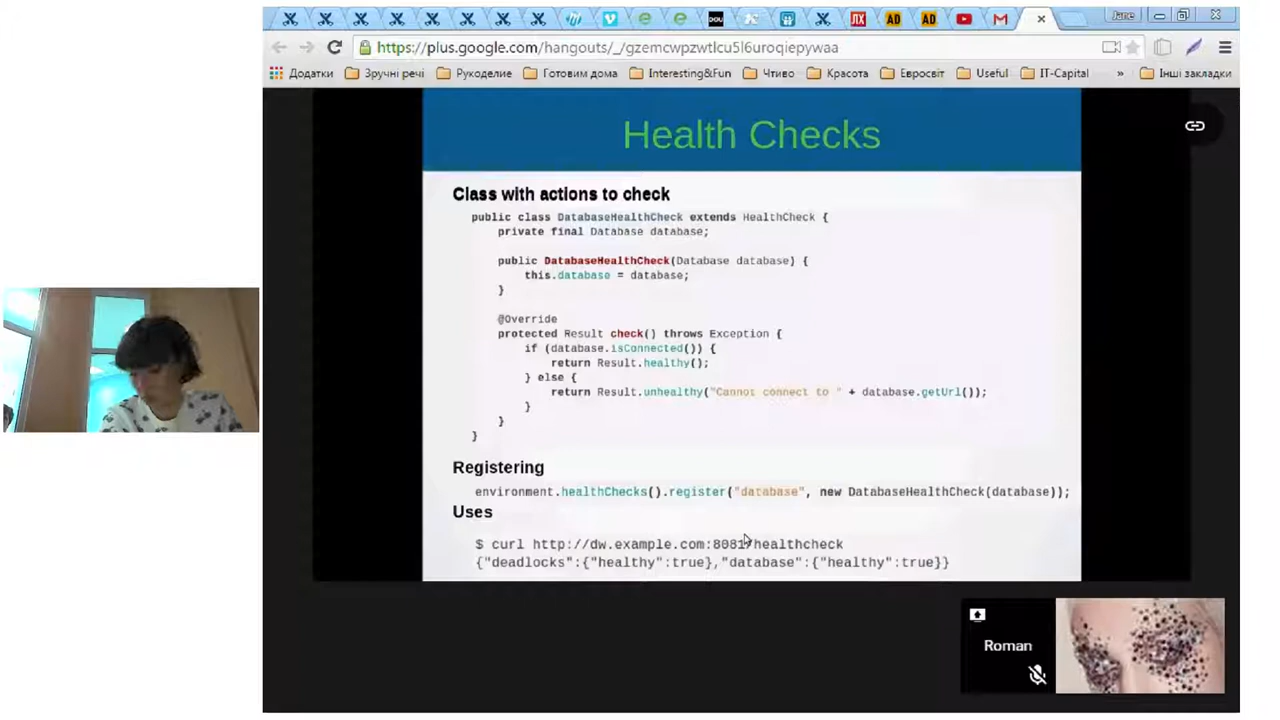 Jane
https://plus.google.com/hangouts/_/gzemcwpzwtlcu5l6uroqiepywaa
Додатки Зручні речі Рукоделие Готовим дома Interesting&Fun Чтиво Красота Евросвіт Useful IT-Capital » Інші закладки
Health Checks
Class with actions to check
public class DatabaseHealthCheck extends HealthCheck {
private final Database database;
public DatabaseHealthCheck(Database database) {
this.database = database;
}
@Override
protected Result check() throws Exception {
if (database.isConnected()) {
return Result.healthy();
} else {
return Result.unhealthy("Cannot connect to " + database.getUrl());
}
}
}
Registering
environment.healthChecks().register("database", new DatabaseHealthCheck(database));
Uses
$ curl http://dw.example.com:8081/healthcheck
{"deadlocks":{"healthy":true},"database":{"healthy":true}}
Roman